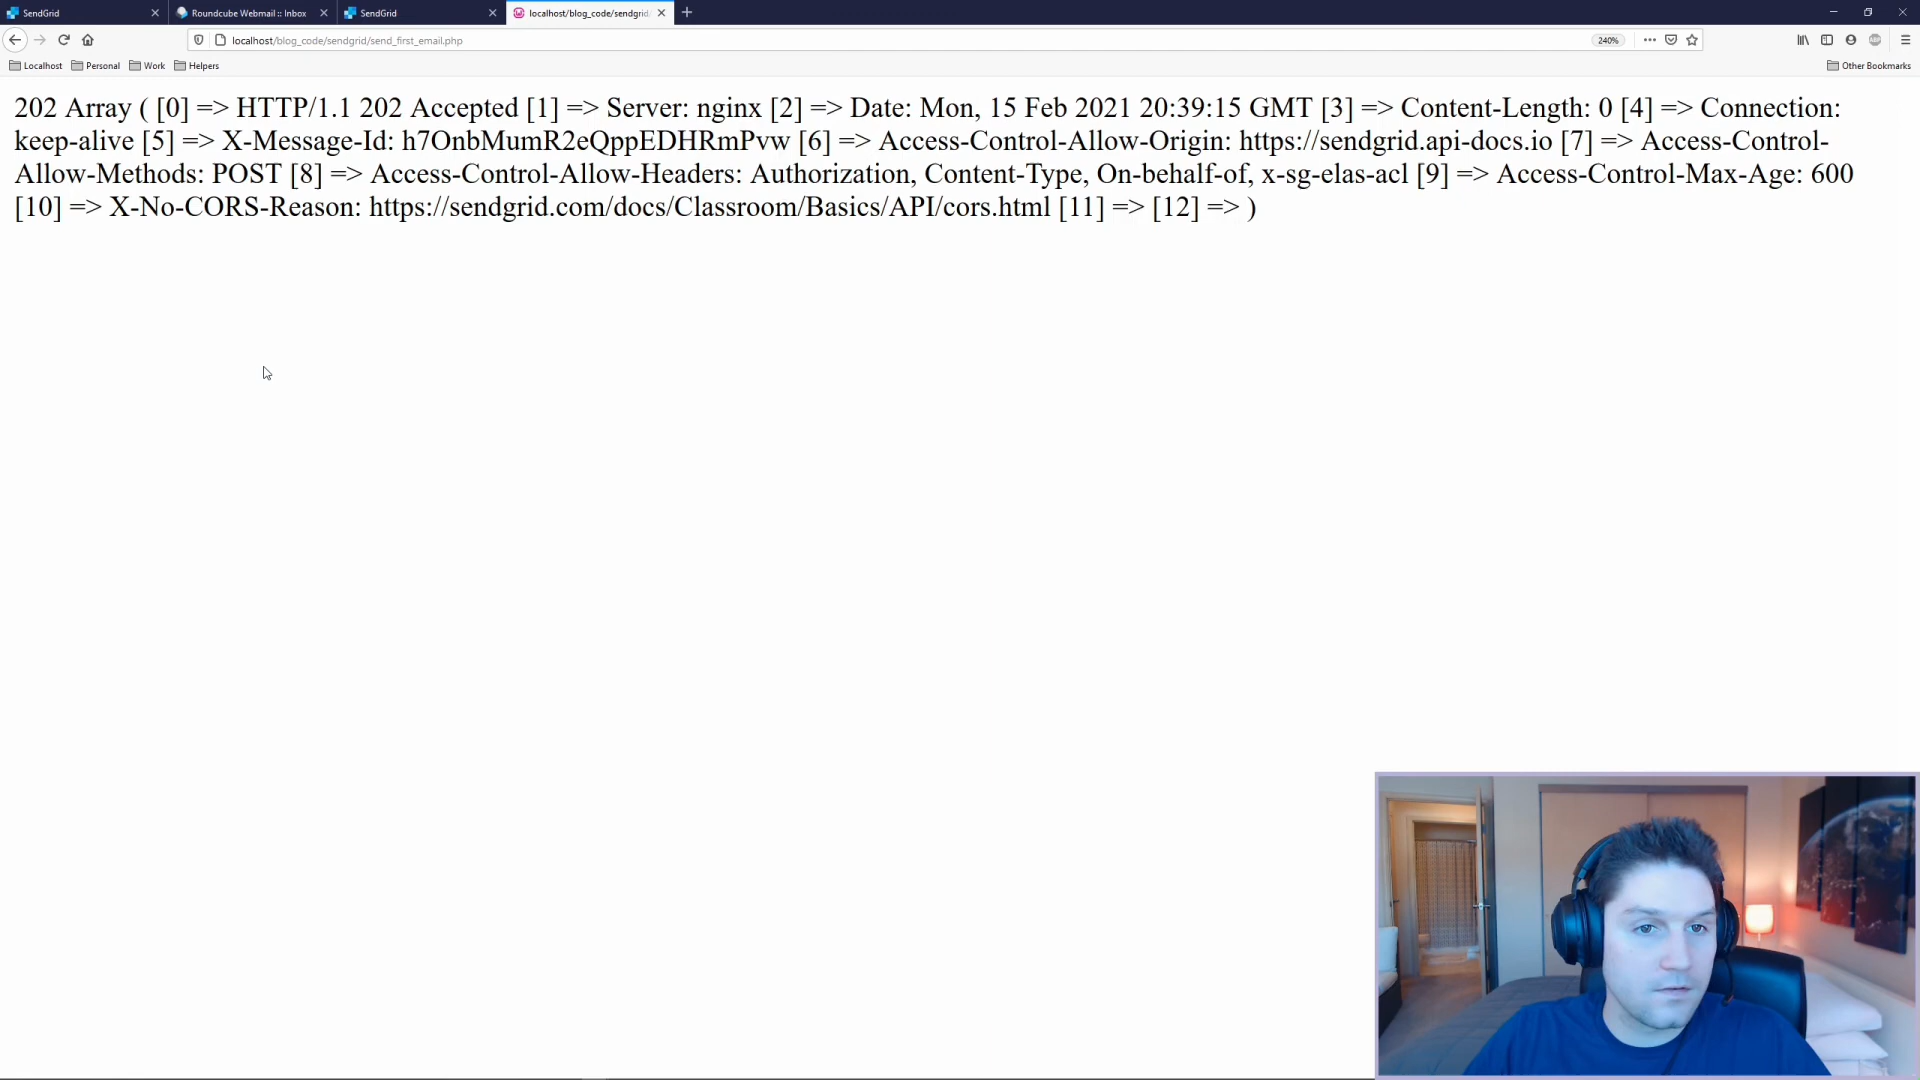 SendGrid
Roundcube Webmail :: Inbox
SendGrid
localhost/blog_code/sendgrid/
localhost/blog_code/sendgrid/send_first_email.php
240%
Localhost
Personal
Work
Helpers
Other Bookmarks
202 Array ( [0] => HTTP/1.1 202 Accepted [1] => Server: nginx [2] => Date: Mon, 15 Feb 2021 20:39:15 GMT [3] => Content-Length: 0 [4] => Connection:
keep-alive [5] => X-Message-Id: h7OnbMumR2eQppEDHRmPvw [6] => Access-Control-Allow-Origin: https://sendgrid.api-docs.io [7] => Access-Control-
Allow-Methods: POST [8] => Access-Control-Allow-Headers: Authorization, Content-Type, On-behalf-of, x-sg-elas-acl [9] => Access-Control-Max-Age: 600
[10] => X-No-CORS-Reason: https://sendgrid.com/docs/Classroom/Basics/API/cors.html [11] => [12] => )